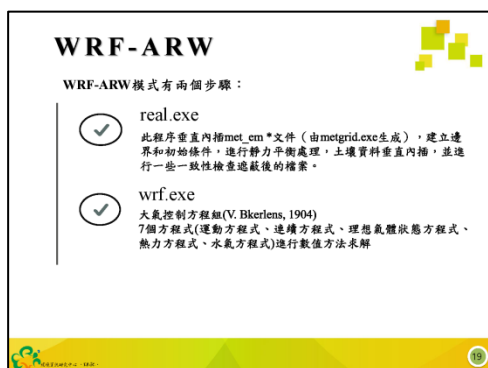 WRF-ARW
WRF-ARW模式有兩個步驟：
real.exe
此程序垂直內插met_em *文件（由metgrid.exe生成），建立邊
界和初始條件，進行靜力平衡處理，土壤資料垂直內插，並進
行一些一致性檢查遮蔽後的檔案。
wrf.exe
大氣控制方程組(V. Bkerlens, 1904)
7個方程式(運動方程式、連續方程式、理想氣體狀態方程式、
熱力方程式、水氣方程式)進行數值方法求解
19